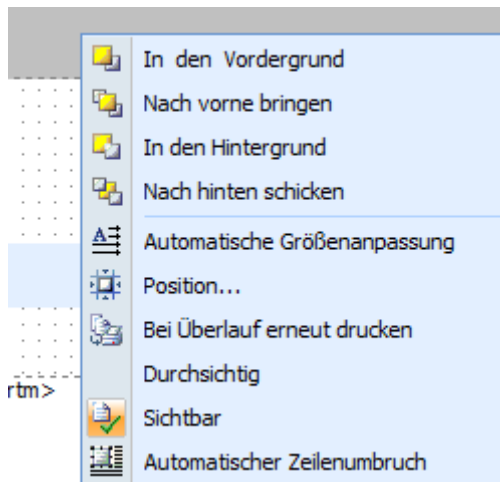 In den Vordergrund
Nach vorne bringen
In den Hintergrund
Nach hinten schicken
Automatische Größenanpassung
Position...
Bei Überlauf erneut drucken
Durchsichtig
rtm>
Sichtbar
Automatischer Zeilenumbruch